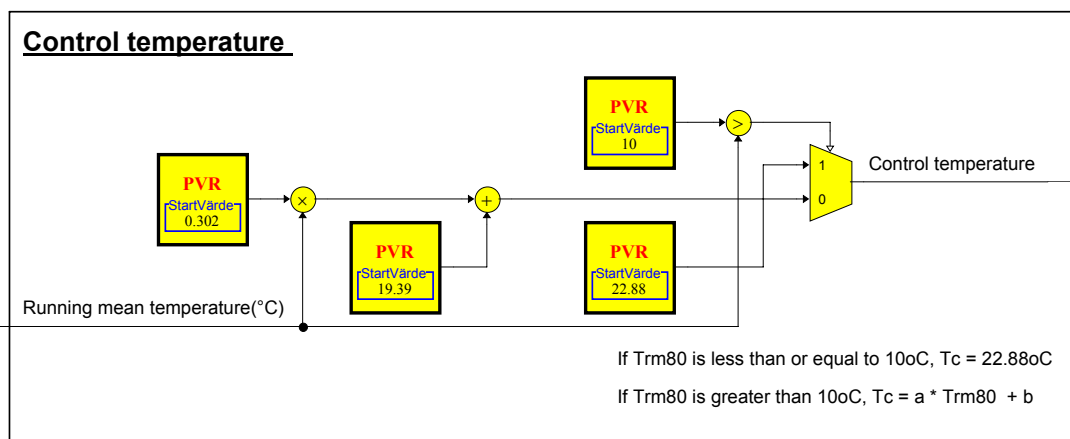 Control temperature
PVR
StartVärde
10
>
Control temperature
1
0
PVR
StartVärde
0.302
×
+
PVR
StartVärde
19.39
PVR
StartVärde
22.88
Running mean temperature(°C)
If Trm80 is less than or equal to 10oC, Tc = 22.88oC
If Trm80 is greater than 10oC, Tc = a * Trm80 + b